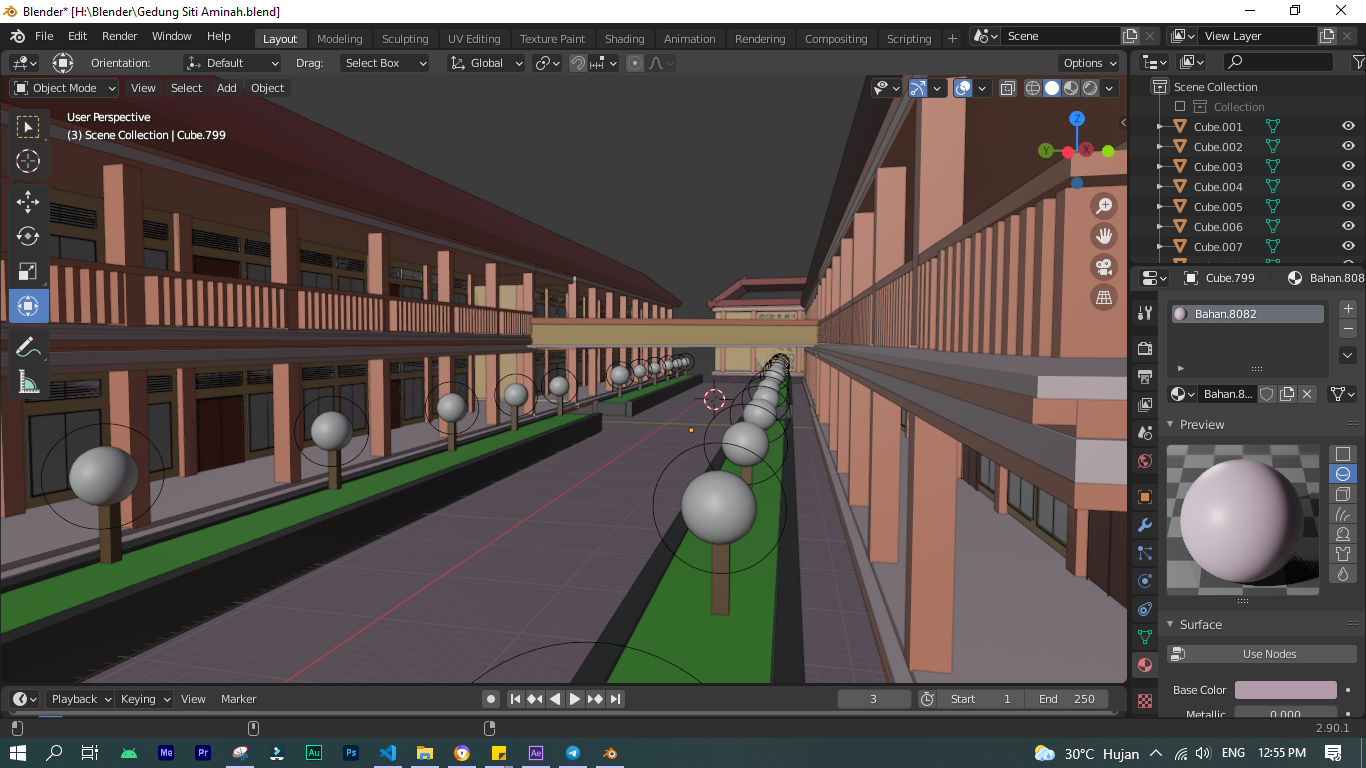 Blender* [H:\Blender\Gedung Siti Aminah.blend]
File Edit Render Window Help Layout Modeling Sculpting UV Editing Texture Paint Shading Animation Rendering Compositing Scripting + Scene View Layer
Orientation: Default Drag: Select Box Global Options
Object Mode View Select Add Object
User Perspective
(3) Scene Collection | Cube.799
Z
Y
X
Scene Collection
Collection
Cube.001
Cube.002
Cube.003
Cube.004
Cube.005
Cube.006
Cube.007
Cube.799 Bahan.808
Bahan.8082
Bahan.8...
Preview
Surface
Use Nodes
Base Color
Metallic 0.000
Playback Keying View Marker 3 Start 1 End 250
2.90.1
Me Pr Au Ps Ae 30°C Hujan ENG 12:55 PM